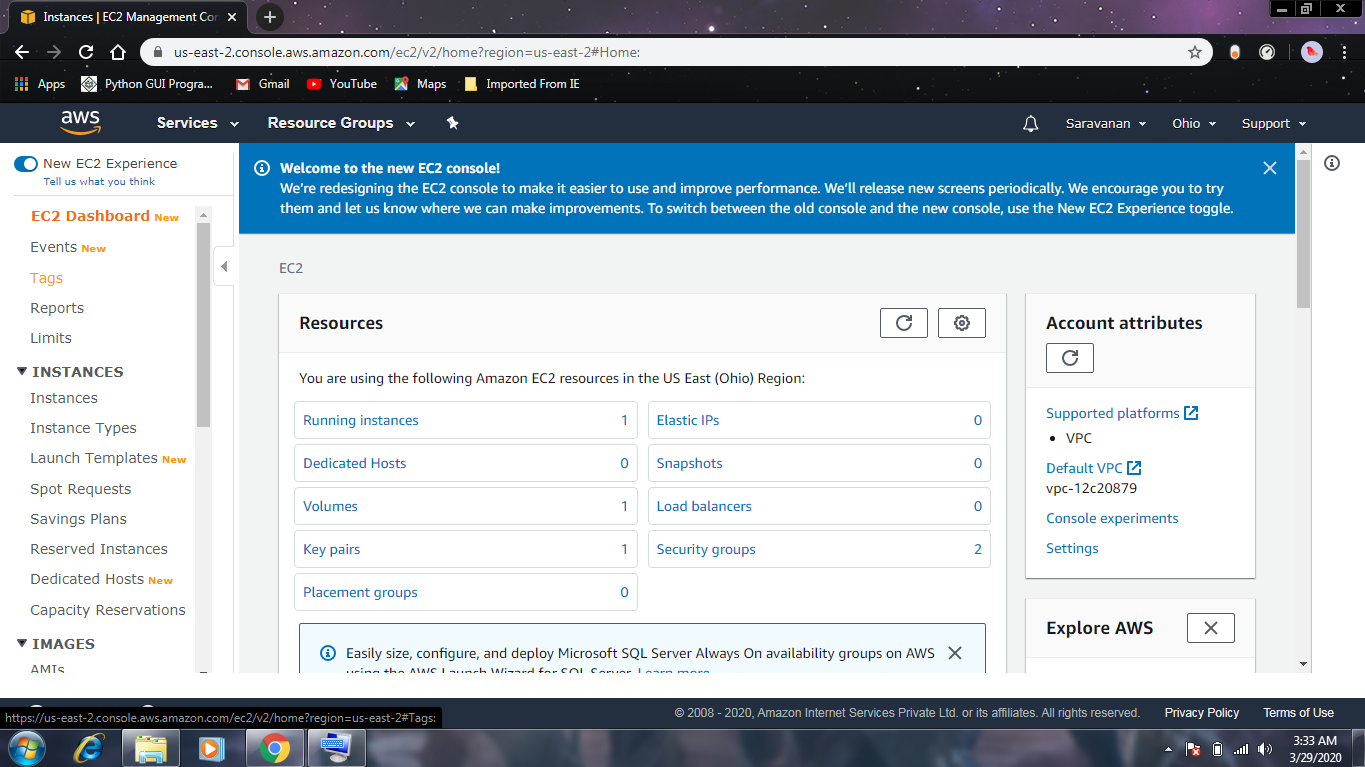 Instances | EC2 Management Con
us-east-2.console.aws.amazon.com/ec2/v2/home?region=us-east-2#Home:
Apps Python GUI Progra... Gmail YouTube Maps Imported From IE
aws Services Resource Groups Saravanan Ohio Support
New EC2 Experience
Tell us what you think
EC2 Dashboard New
Events New
Tags
Reports
Limits
INSTANCES
Instances
Instance Types
Launch Templates New
Spot Requests
Savings Plans
Reserved Instances
Dedicated Hosts New
Capacity Reservations
IMAGES
AMIs
Welcome to the new EC2 console!
We're redesigning the EC2 console to make it easier to use and improve performance. We'll release new screens periodically. We encourage you to try
them and let us know where we can make improvements. To switch between the old console and the new console, use the New EC2 Experience toggle.
EC2
Resources
You are using the following Amazon EC2 resources in the US East (Ohio) Region:
Running instances 1 Elastic IPs 0
Dedicated Hosts 0 Snapshots 0
Volumes 1 Load balancers 0
Key pairs 1 Security groups 2
Placement groups 0
Easily size, configure, and deploy Microsoft SQL Server Always On availability groups on AWS
using the AWS Launch Wizard for SQL Server. Learn more
Account attributes
Supported platforms
• VPC
Default VPC
vpc-12c20879
Console experiments
Settings
Explore AWS
https://us-east-2.console.aws.amazon.com/ec2/v2/home?region=us-east-2#Tags:
© 2008 - 2020, Amazon Internet Services Private Ltd. or its affiliates. All rights reserved. Privacy Policy Terms of Use
3:33 AM
3/29/2020